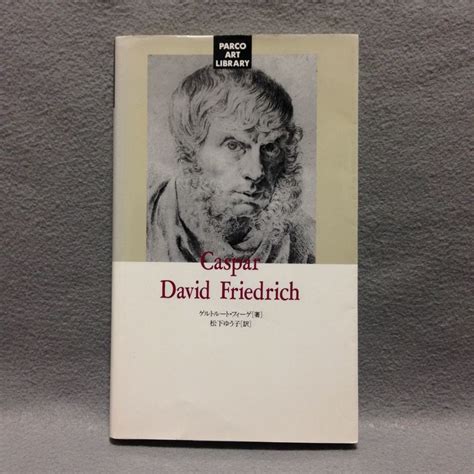 PARCO
ART
LIBRARY
Caspar
David Friedrich
ゲルトルート・フィーゲ[著]
松下ゆう子[訳]